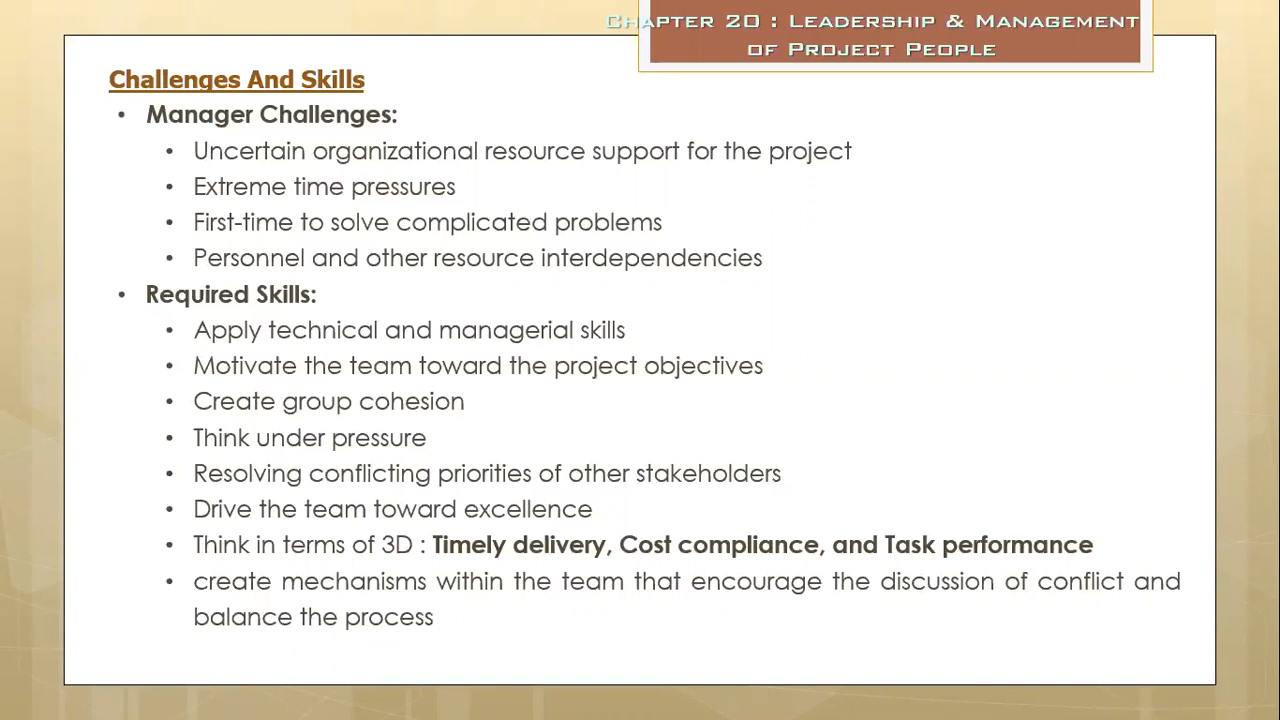 Chapter 20 : Leadership & Management
of Project People
Challenges And Skills
• Manager Challenges:
• Uncertain organizational resource support for the project
• Extreme time pressures
• First-time to solve complicated problems
• Personnel and other resource interdependencies
• Required Skills:
• Apply technical and managerial skills
• Motivate the team toward the project objectives
• Create group cohesion
• Think under pressure
• Resolving conflicting priorities of other stakeholders
• Drive the team toward excellence
• Think in terms of 3D : Timely delivery, Cost compliance, and Task performance
• create mechanisms within the team that encourage the discussion of conflict and
balance the process